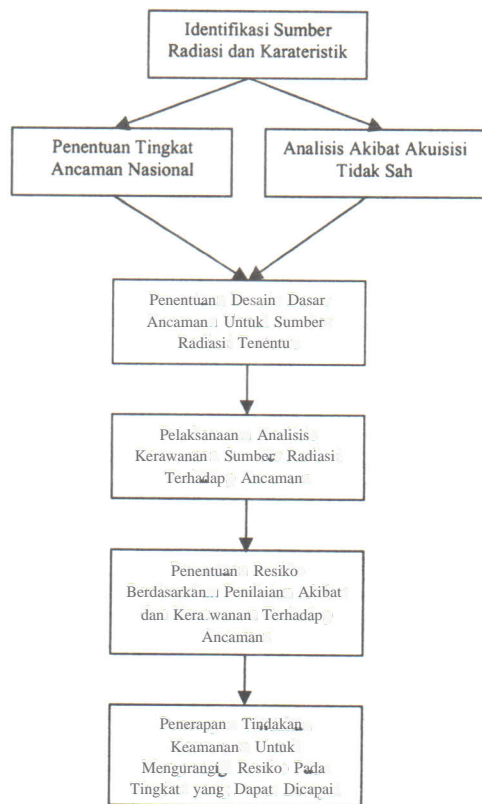 Identifikasi Sumber
Radiasi dan Karateristik
Penentuan Tingkat
Ancaman Nasional
Analisis Akibat Akuisisi
Tidak Sah
Penentuan Desain Dasar
Ancaman Untuk Sumber
Radiasi Tenentu
Pelaksanaan Analisis
Kerawanan Sumber Radiasi
Terhadap Ancaman
Penentuan Resiko
Berdasarkan Penilaian Akibat
dan Kerawanan Terhadap
Ancaman
Penerapan Tindakan
Keamanan Untuk
Mengurangi Resiko Pada
Tingkat yang Dapat Dicapai